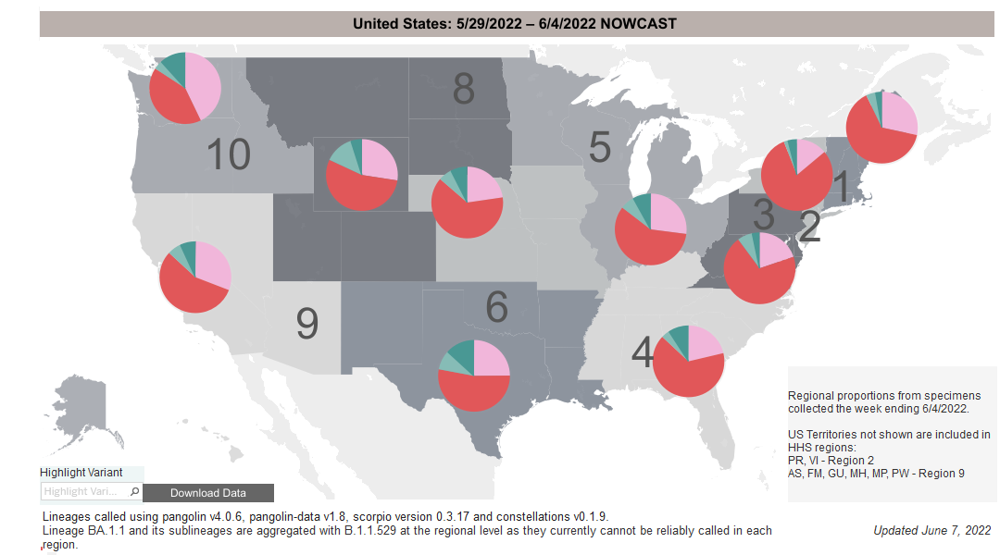 United States: 5/29/2022 – 6/4/2022 NOWCAST
8
5
10
1
3
2
6
9
4
Regional proportions from specimens
collected the week ending 6/4/2022.
US Territories not shown are included in
HHS regions:
PR, VI - Region 2
AS, FM, GU, MH, MP, PW - Region 9
Highlight Variant
Highlight Vari...
Download Data
Lineages called using pangolin v4.0.6, pangolin-data v1.8, scorpio version 0.3.17 and constellations v0.1.9.
Lineage BA.1.1 and its sublineages are aggregated with B.1.1.529 at the regional level as they currently cannot be reliably called in each
region.
Updated June 7, 2022